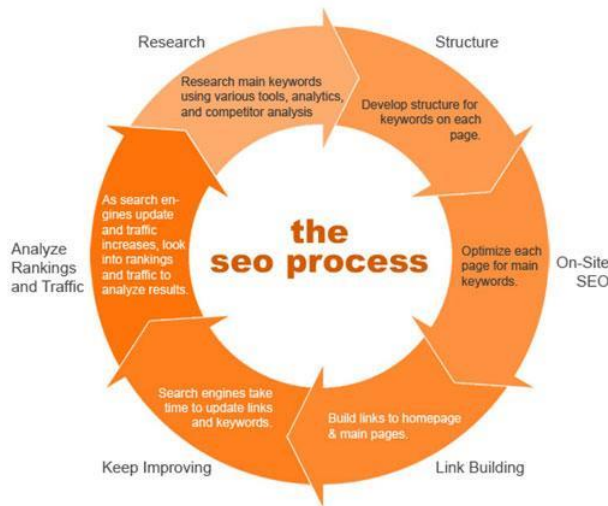 Research
Structure
Research main keywords
using various tools, analytics,
and competitor analysis
Develop structure for
keywords on each
page.
As search en-
gines update
and traffic
increases, look
into rankings
and traffic to
analyze results.
the
seo process
Analyze
Rankings
and Traffic
Optimize each
page for main
keywords.
On-Site
SEO
Search engines take
time to update links
and keywords.
Build links to homepage
& main pages.
Keep Improving
Link Building